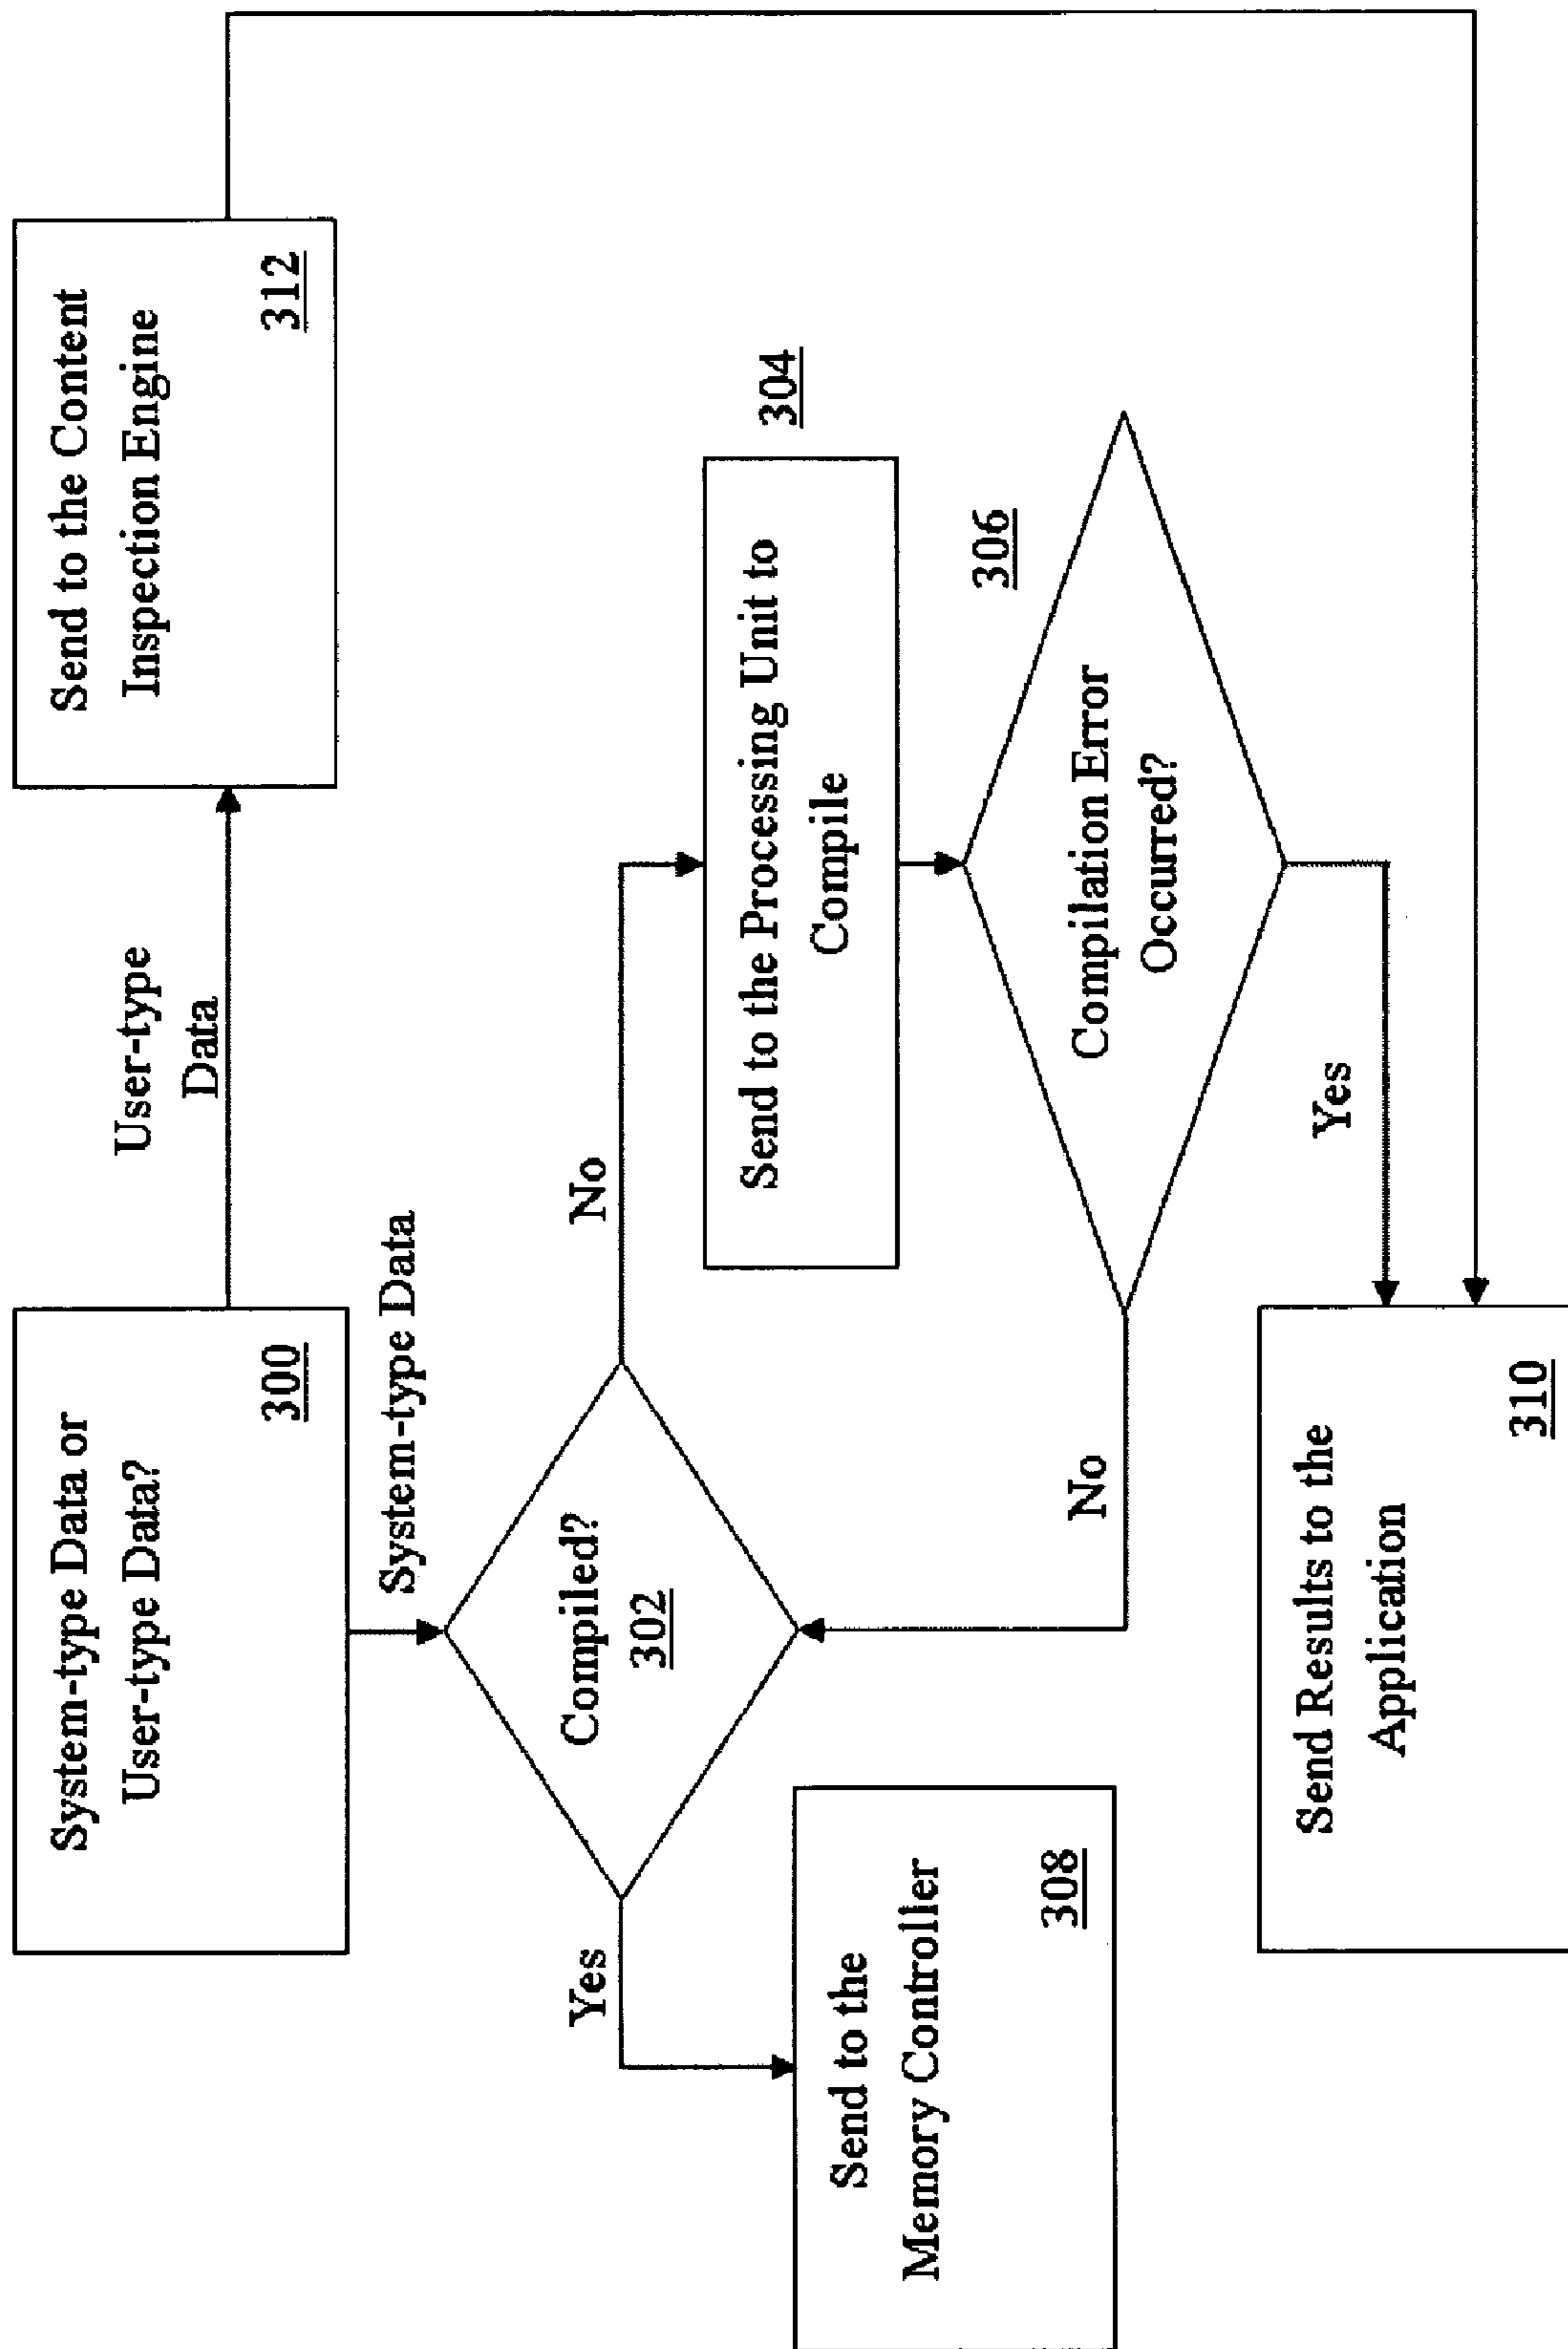 System-type Data or
User-type Data?
300
User-type
Data
Send to the Content
Inspection Engine
312
System-type Data
Compiled?
302
Yes
No
Send to the
Memory Controller
308
Send to the Processing Unit to
Compile
304
Compilation Error
Occurred?
306
No
Yes
Send Results to the
Application
310